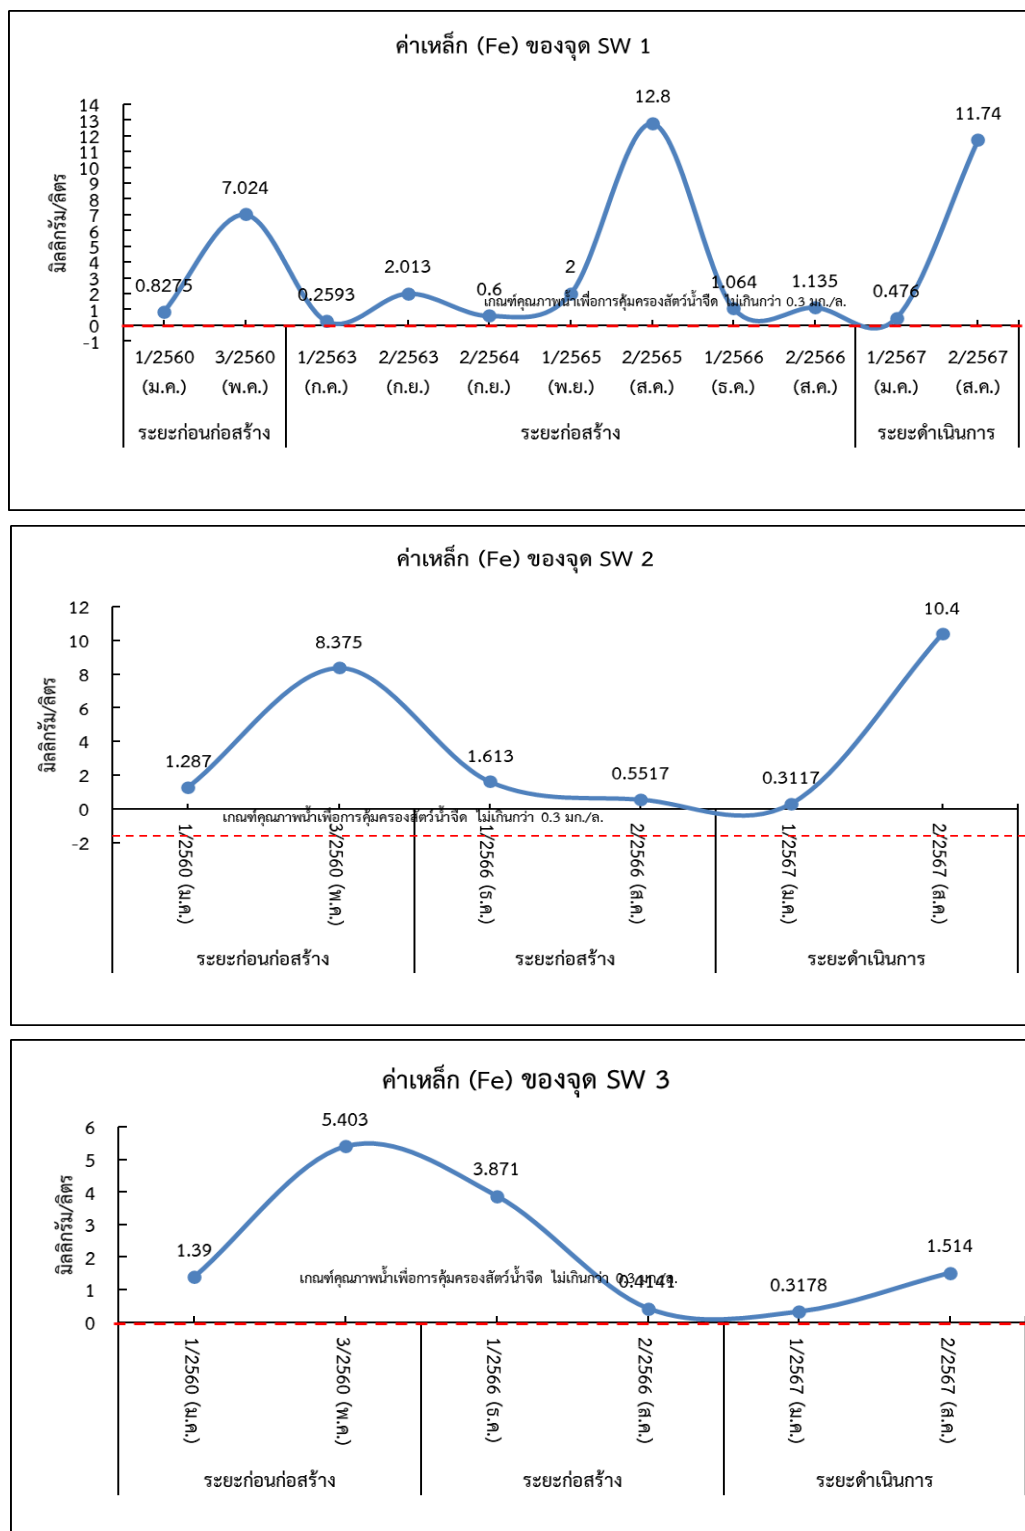 ค่าเหล็ก (Fe) ของจุด SW 1
มิลลิกรัม/ลิตร
14
13
12
11
10
9
8
7
6
5
4
3
2
1
0
-1
0.8275
7.024
0.2593
2.013
0.6
2
12.8
1.064
1.135
0.476
11.74
เกณฑ์คุณภาพน้ำเพื่อการคุ้มครองสัตว์น้ำจืด ไม่เกินกว่า 0.3 มก./ล.
1/2560 3/2560 1/2563 2/2563 2/2564 1/2565 2/2565 1/2566 2/2566 1/2567 2/2567
(ม.ค.) (พ.ค.) (ก.ค.) (ก.ย.) (ก.ย.) (พ.ย.) (ส.ค.) (ธ.ค.) (ส.ค.) (ม.ค.) (ส.ค.)
ระยะก่อนก่อสร้าง ระยะก่อสร้าง ระยะดำเนินการ
ค่าเหล็ก (Fe) ของจุด SW 2
มิลลิกรัม/ลิตร
12
10
8
6
4
2
0
-2
1.287
8.375
1.613
0.5517
0.3117
10.4
เกณฑ์คุณภาพน้ำเพื่อการคุ้มครองสัตว์น้ำจืด ไม่เกินกว่า 0.3 มก./ล.
1/2560 (ม.ค.)
3/2560 (พ.ค.)
1/2566 (ธ.ค.)
2/2566 (ส.ค.)
1/2567 (ม.ค.)
2/2567 (ส.ค.)
ระยะก่อนก่อสร้าง ระยะก่อสร้าง ระยะดำเนินการ
ค่าเหล็ก (Fe) ของจุด SW 3
มิลลิกรัม/ลิตร
6
5
4
3
2
1
0
1.39
5.403
3.871
0.4141
0.3178
1.514
เกณฑ์คุณภาพน้ำเพื่อการคุ้มครองสัตว์น้ำจืด ไม่เกินกว่า 0.3 มก./ล.
1/2560 (ม.ค.)
3/2560 (พ.ค.)
1/2566 (ธ.ค.)
2/2566 (ส.ค.)
1/2567 (ม.ค.)
2/2567 (ส.ค.)
ระยะก่อนก่อสร้าง ระยะก่อสร้าง ระยะดำเนินการ